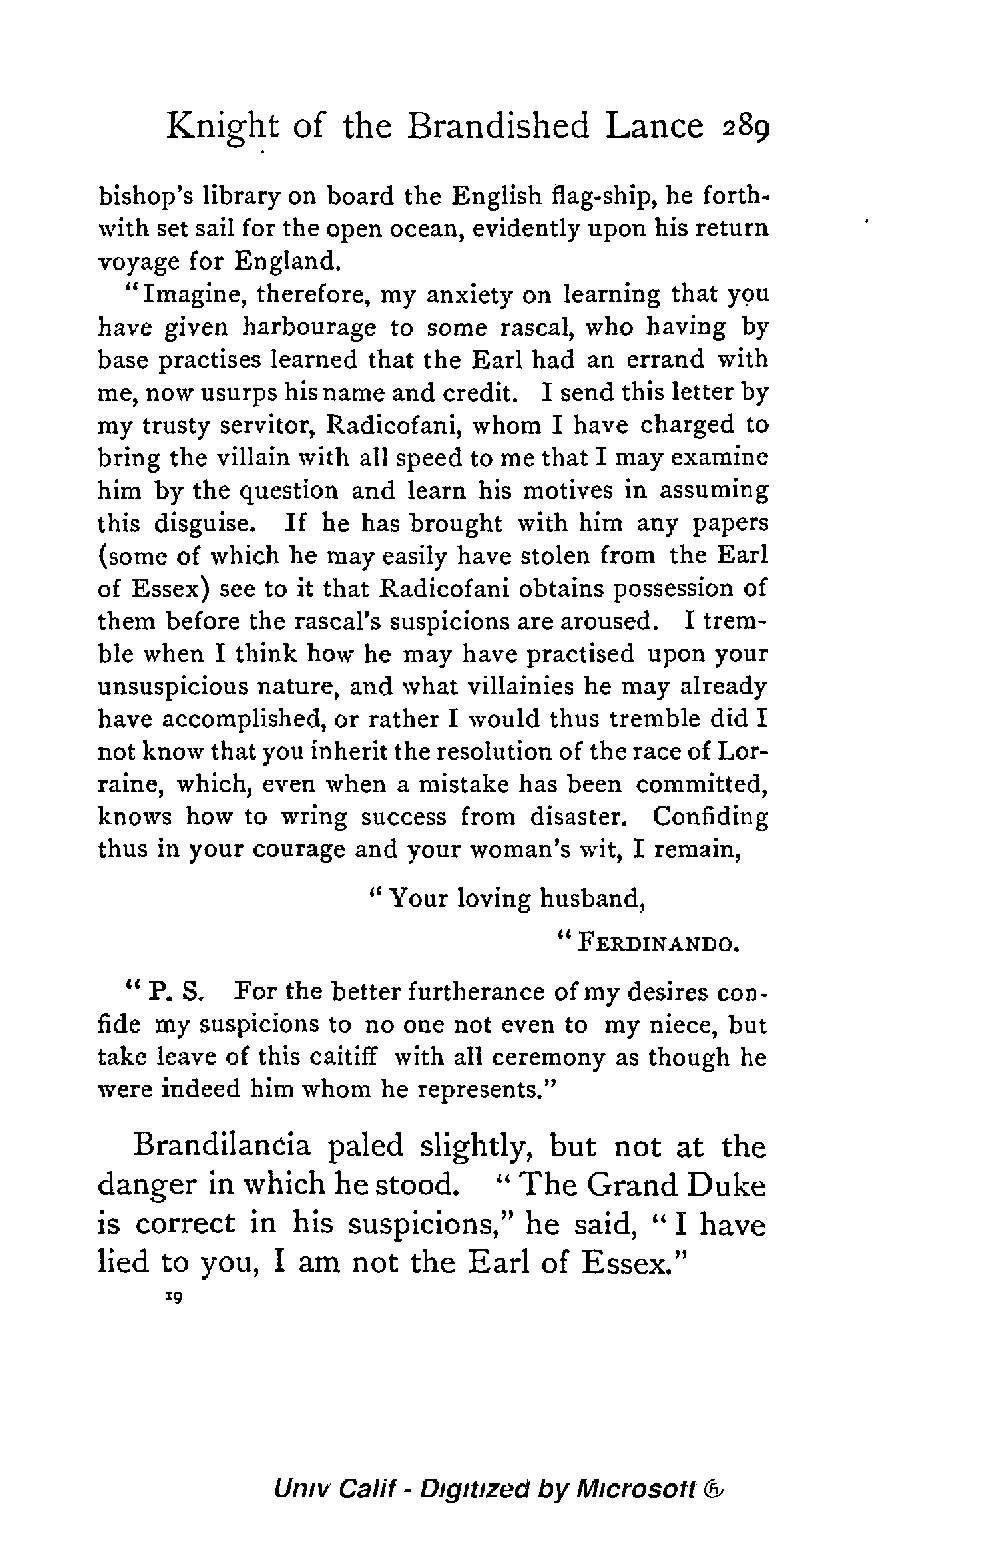 Knight of the Brandished Lance 289
bishop's library on board the English flag-ship, he forth-
with set sail for the open ocean, evidently upon his return
voyage for England.
"Imagine, therefore, my anxiety on learning that you
have given harbourage to some rascal, who having by
base practises learned that the Earl had an errand with
me, now usurps his name and credit. I send this letter by
my trusty servitor, Radicofani, whom I have charged to
bring the villain with all speed to me that I may examine
him by the question and learn his motives in assuming
this disguise. If he has brought with him any papers
(some of which he may easily have stolen from the Earl
of Essex) see to it that Radicofani obtains possession of
them before the rascal's suspicions are aroused. I trem-
ble when I think how he may have practised upon your
unsuspicious nature, and what villainies he may already
have accomplished, or rather I would thus tremble did I
not know that you inherit the resolution of the race of Lor-
raine, which, even when a mistake has been committed,
knows how to wring success from disaster. Confiding
thus in your courage and your woman's wit, I remain,
"Your loving husband,
"FERDINANDO.
"P. S. For the better furtherance of my desires con-
fide my suspicions to no one not even to my niece, but
take leave of this caitiff with all ceremony as though he
were indeed him whom he represents."
Brandilancia paled slightly, but not at the
danger in which he stood. "The Grand Duke
is correct in his suspicions," he said, "I have
lied to you, I am not the Earl of Essex."
19
Univ Calif - Digitized by Microsoft ®